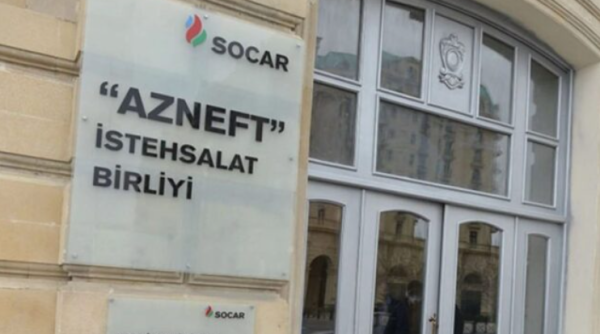 SOCAR
“AZNEFT”
İSTEHSALAT
BİRLİYİ
SOCAR